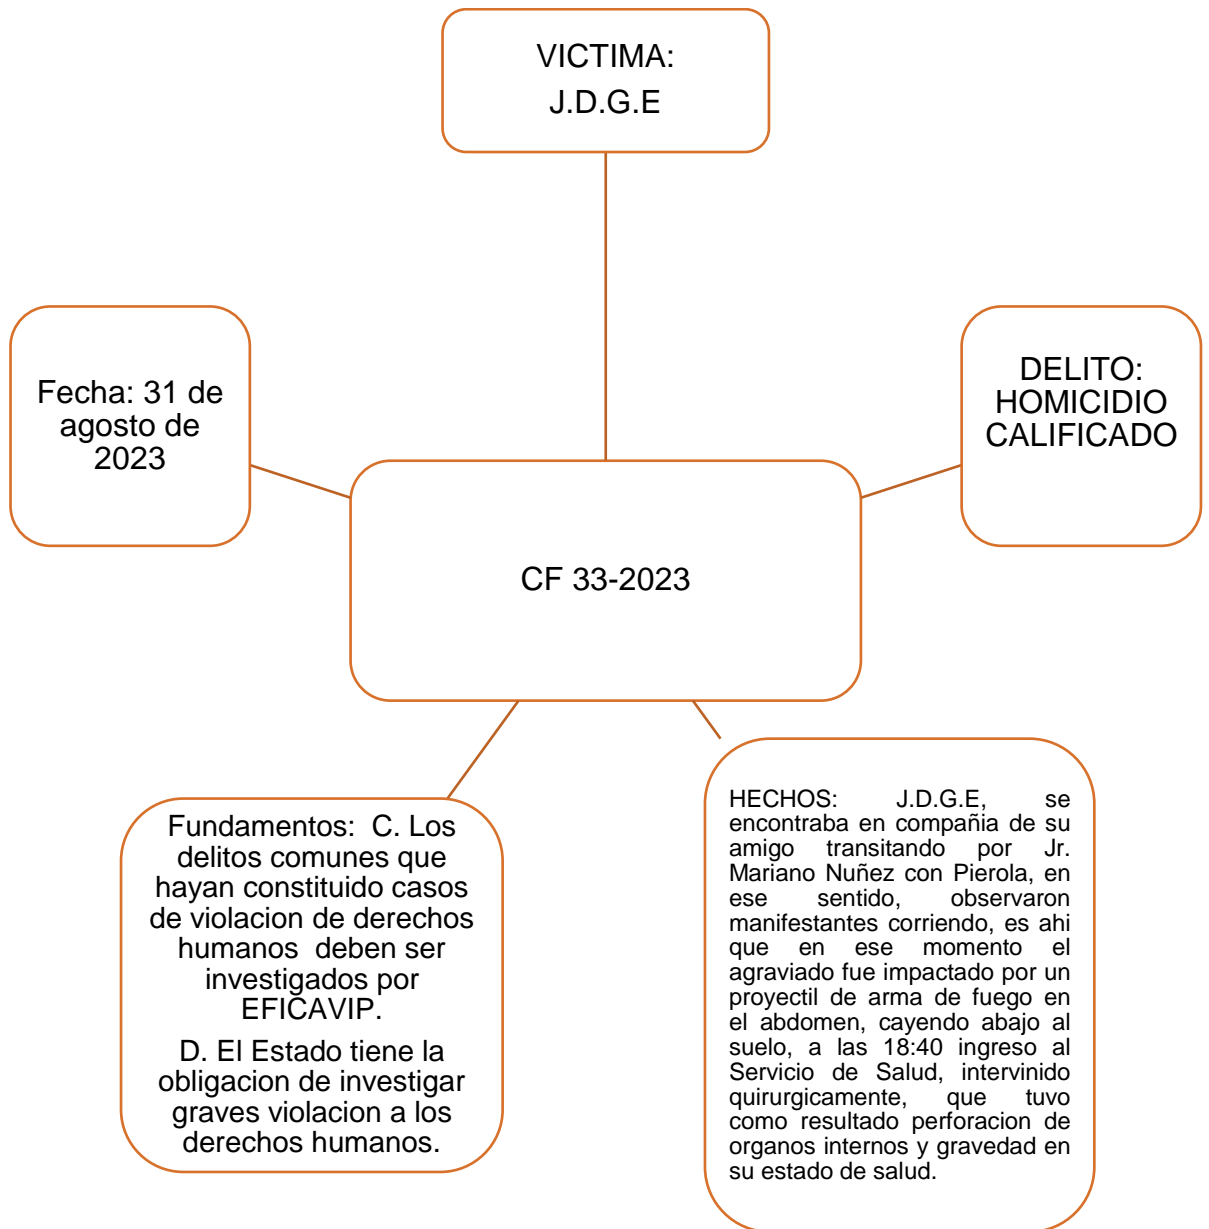 VICTIMA:
J.D.G.E
Fecha: 31 de
agosto de
2023
DELITO:
HOMICIDIO
CALIFICADO
CF 33-2023
Fundamentos: C. Los
delitos comunes que
hayan constituido casos
de violacion de derechos
humanos deben ser
investigados por
EFICAVIP.
D. El Estado tiene la
obligacion de investigar
graves violacion a los
derechos humanos.
HECHOS: J.D.G.E, se
encontraba en compañia de su
amigo transitando por Jr.
Mariano Nuñez con Pierola, en
ese sentido, observaron
manifestantes corriendo, es ahi
que en ese momento el
agraviado fue impactado por un
proyectil de arma de fuego en
el abdomen, cayendo abajo al
suelo, a las 18:40 ingreso al
Servicio de Salud, intervinido
quirurgicamente, que tuvo
como resultado perforacion de
organos internos y gravedad en
su estado de salud.